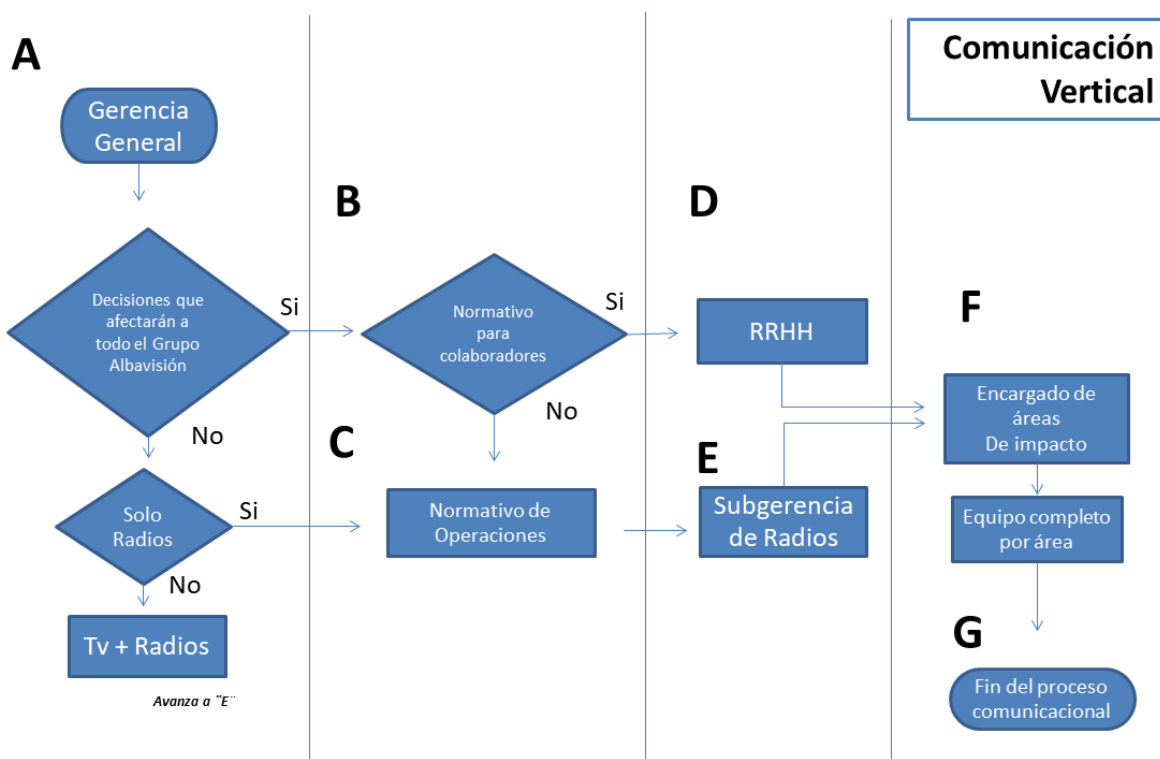 Comunicación
Vertical
A
Gerencia
General
Decisiones que
afectarán a
todo el Grupo
Albavisión
Si
No
Solo
Radios
Si
No
Tv + Radios
Avanza a ¨E¨
B
Normativo
para
colaboradores
Si
No
C
Normativo de
Operaciones
D
RRHH
E
Subgerencia
de Radios
F
Encargado de
áreas
De impacto
Equipo completo
por área
G
Fin del proceso
comunicacional